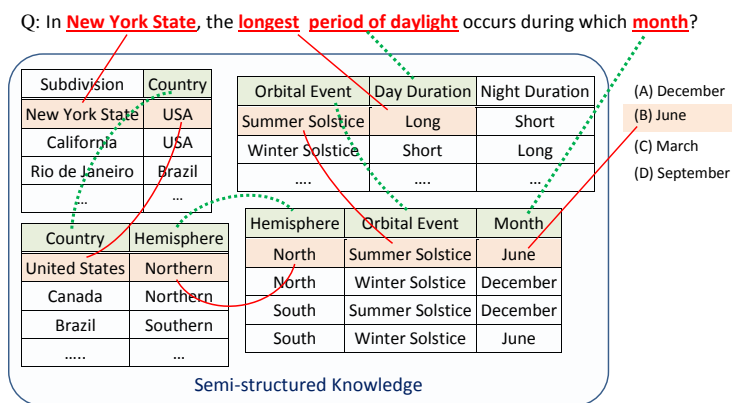 Q: In New York State, the longest period of daylight occurs during which month?
Subdivision Country
New York State USA
California USA
Rio de Janeiro Brazil
... ...
Orbital Event Day Duration Night Duration
Summer Solstice Long Short
Winter Solstice Short Long
.... .... ...
(A) December
(B) June
(C) March
(D) September
Country Hemisphere
United States Northern
Canada Northern
Brazil Southern
..... ...
Hemisphere Orbital Event Month
North Summer Solstice June
North Winter Solstice December
South Summer Solstice December
South Winter Solstice June
Semi-structured Knowledge